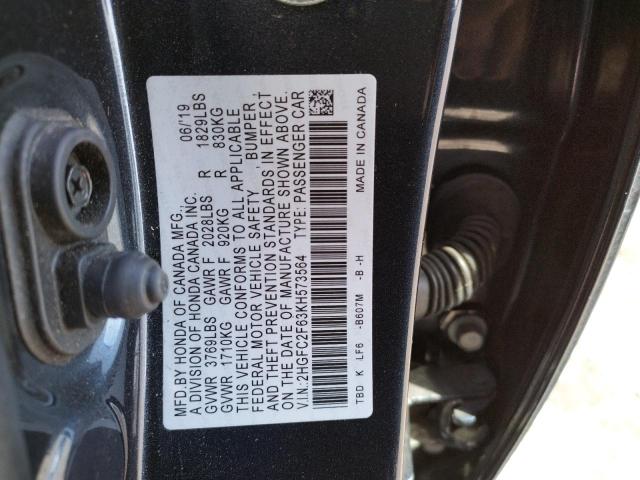 MFD.BY HONDA OF CANADA MFG. 06/19
A DIVISION OF HONDA CANADA INC.
GVWR 3769LBS GAWR F 2028LBS R 1829LBS
GVWR 1710KG GAWR F 920KG R 830KG
THIS VEHICLE CONFORMS TO ALL APPLICABLE
FEDERAL MOTOR VEHICLE SAFETY, BUMPER,
AND THEFT PREVENTION STANDARDS IN EFFECT
ON THE DATE OF MANUFACTURE SHOWN ABOVE.
V.I.N.: 2HGFC2F63KH573564 TYPE: PASSENGER CAR
TBD K LF6 -B607M -B -H MADE IN CANADA